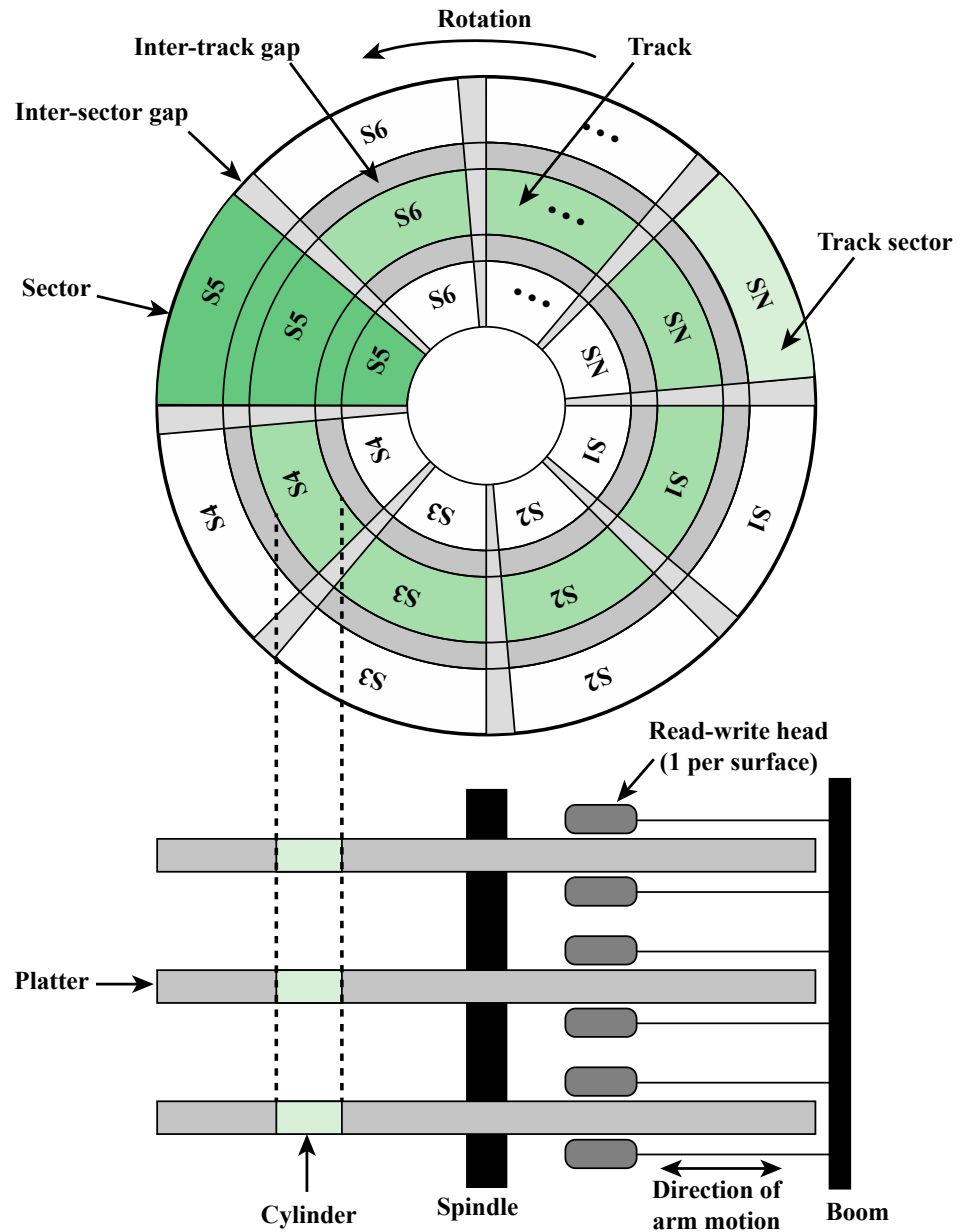 Rotation
Inter-track gap
Track
Inter-sector gap
S6
•••
Track sector
S6
•••
Sector
S5
S5
S5
S6
•••
SN
SN
SN
S4
S4
S4
S3
S3
S3
S2
S2
S2
S1
S1
S1
Read-write head
(1 per surface)
Platter
Cylinder
Spindle
Direction of
arm motion
Boom